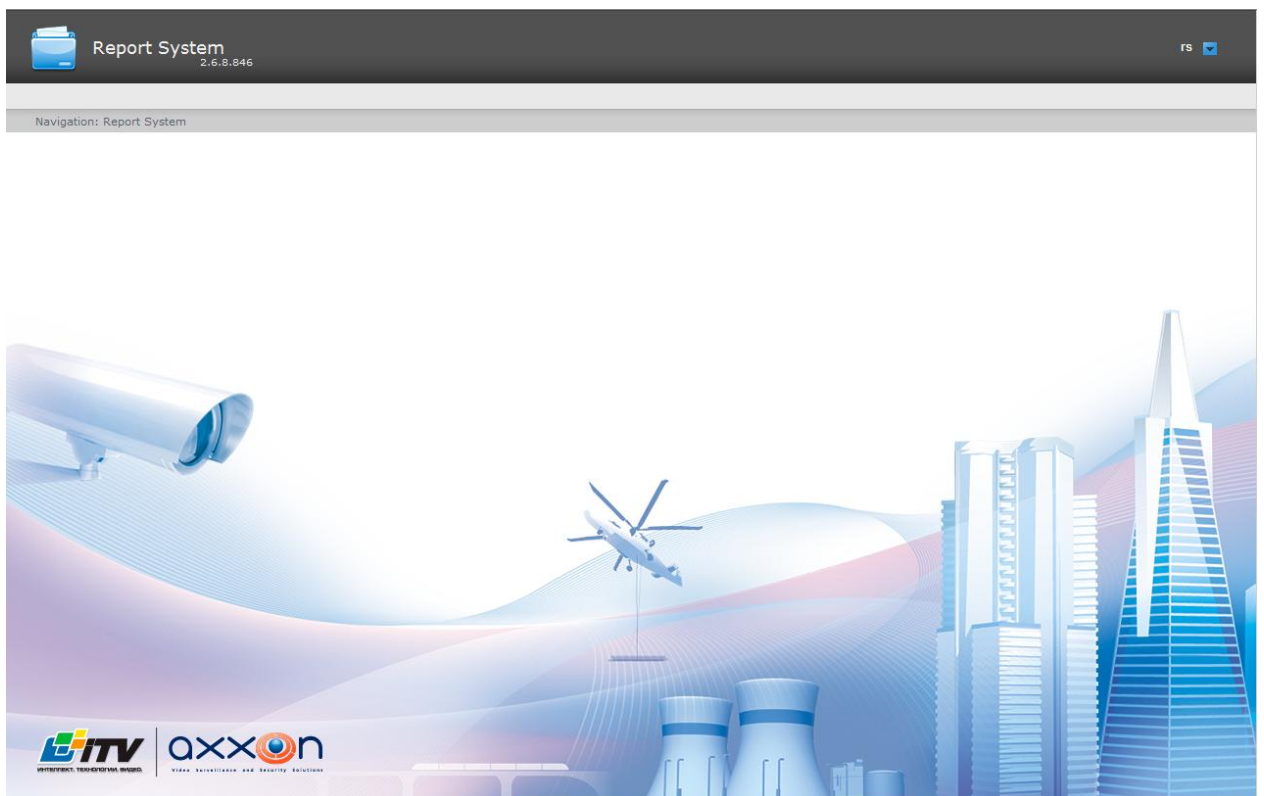 Report System
2.6.8.846
rs
Navigation: Report System
iTV
ИНТЕЛЛЕКТ. ТЕХНОЛОГИИ. ВИДЕО.
axxon
Video Surveillance and Security Solutions